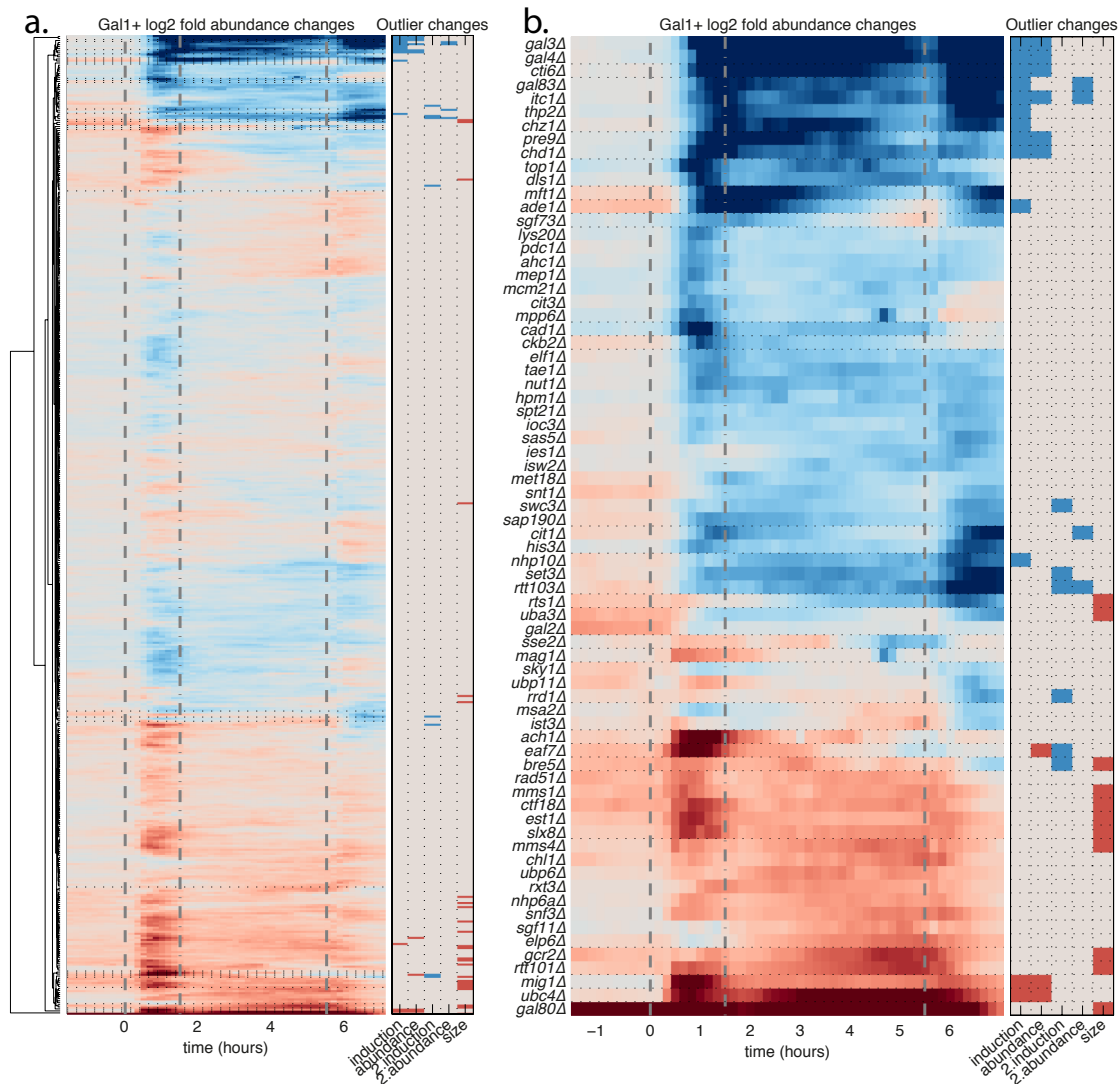 a.
Gal1+ log2 fold abundance changes
Outlier changes
0
2
4
6
time (hours)
induction
abundance
2.induction
2.abundance
size
b.
Gal1+ log2 fold abundance changes
Outlier changes
gal3Δ
gal4Δ
cti6Δ
gal83Δ
itc1Δ
thp2Δ
chz1Δ
pre9Δ
chd1Δ
top1Δ
dls1Δ
mft1Δ
ade1Δ
sgf73Δ
lys20Δ
pdc1Δ
ahc1Δ
mep1Δ
mcm21Δ
cit3Δ
mpp6Δ
cad1Δ
ckb2Δ
elf1Δ
tae1Δ
nut1Δ
hpm1Δ
spt21Δ
ioc3Δ
sas5Δ
ies1Δ
isw2Δ
met18Δ
snt1Δ
swc3Δ
sap190Δ
cit1Δ
his3Δ
nhp10Δ
set3Δ
rtt103Δ
rts1Δ
uba3Δ
gal2Δ
sse2Δ
mag1Δ
sky1Δ
ubp11Δ
rrd1Δ
msa2Δ
ist3Δ
ach1Δ
eaf7Δ
bre5Δ
rad51Δ
mms1Δ
ctf18Δ
est1Δ
slx8Δ
mms4Δ
chl1Δ
ubp6Δ
rxt3Δ
nhp6aΔ
snf3Δ
sgf11Δ
elp6Δ
gcr2Δ
rtt101Δ
mig1Δ
ubc4Δ
gal80Δ
−1
0
1
2
3
4
5
6
time (hours)
induction
abundance
2.induction
2.abundance
size